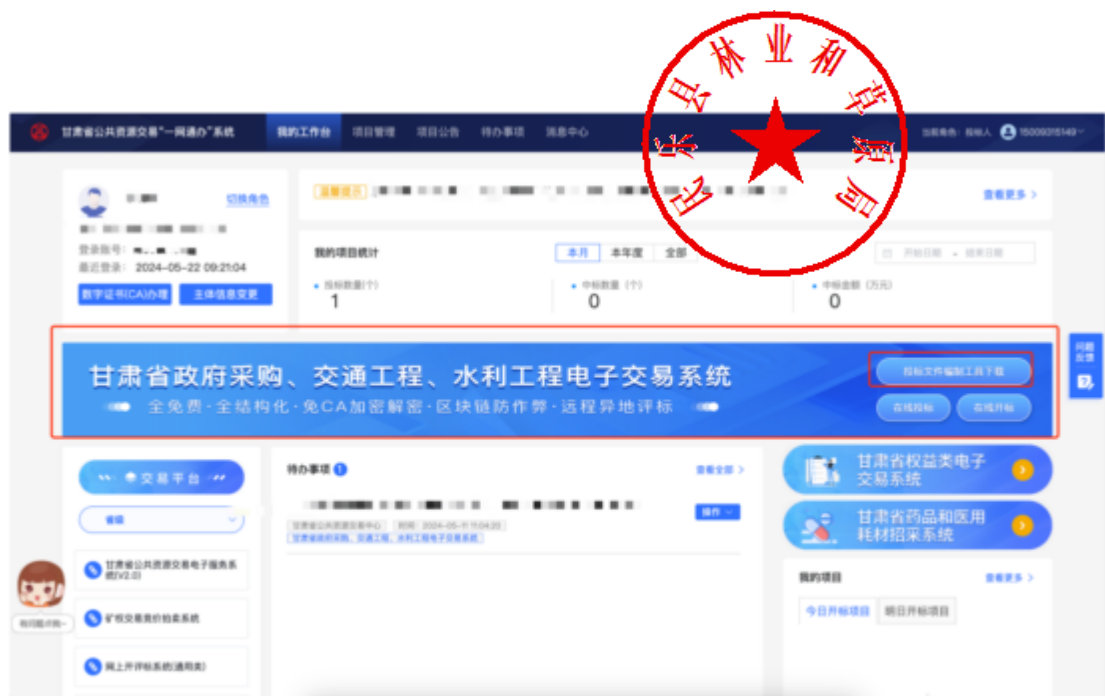 民乐县林业和草原局
甘肃省公共资源交易"一网通办"系统 我的工作台 项目管理 项目公告 待办事项 消息中心 当前角色：投标人 15009315149
切换角色
温馨提示
查看更多 >
登录账号：
最近登录： 2024-05-22 09:21:04
数字证书(CA)办理 主体信息变更
我的项目统计 本月 本年度 全部 开始日期 - 结束日期
投标数量(个) 中标数量（个） 中标金额（万元）
1 0 0
甘肃省政府采购、交通工程、水利工程电子交易系统
全免费·全结构化·免CA加密解密·区块链防作弊·远程异地评标
投标文件编制工具下载
在线投标 在线开标
问题反馈
交易平台
省级
甘肃省公共资源交易电子服务系统(V2.0)
矿权交易竞价拍卖系统
网上开评标系统(通用类)
有问题点我~
待办事项 1 查看全部 >
操作
甘肃省公共资源交易中心 时间：2024-05-11 11:04:20
甘肃省政府采购、交通工程、水利工程电子交易系统
甘肃省权益类电子交易系统
甘肃省药品和医用耗材招采系统
我的项目 查看更多 >
今日开标项目 明日开标项目